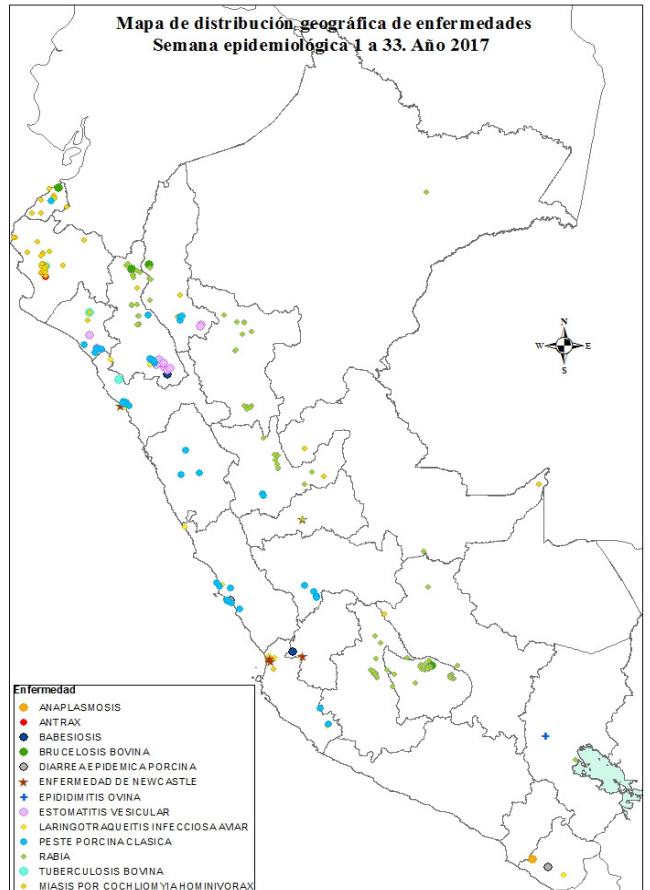 Mapa de distribución geográfica de enfermedades
Semana epidemiológica 1 a 33. Año 2017
N
W
E
S
Enfermedad
ANAPLASMOSIS
ANTRAX
BABESIOSIS
BRUCELOSIS BOVINA
DIARREA EPIDEMICA PORCINA
ENFERMEDAD DE NEWCASTLE
EPIDIDIMITIS OVINA
ESTOMATITIS VESICULAR
LARINGOTRAQUEITIS INFECCIOSA AVIAR
PESTE PORCINA CLASICA
RABIA
TUBERCULOSIS BOVINA
MIASIS POR COCHLIOMYIA HOMINIVORAX